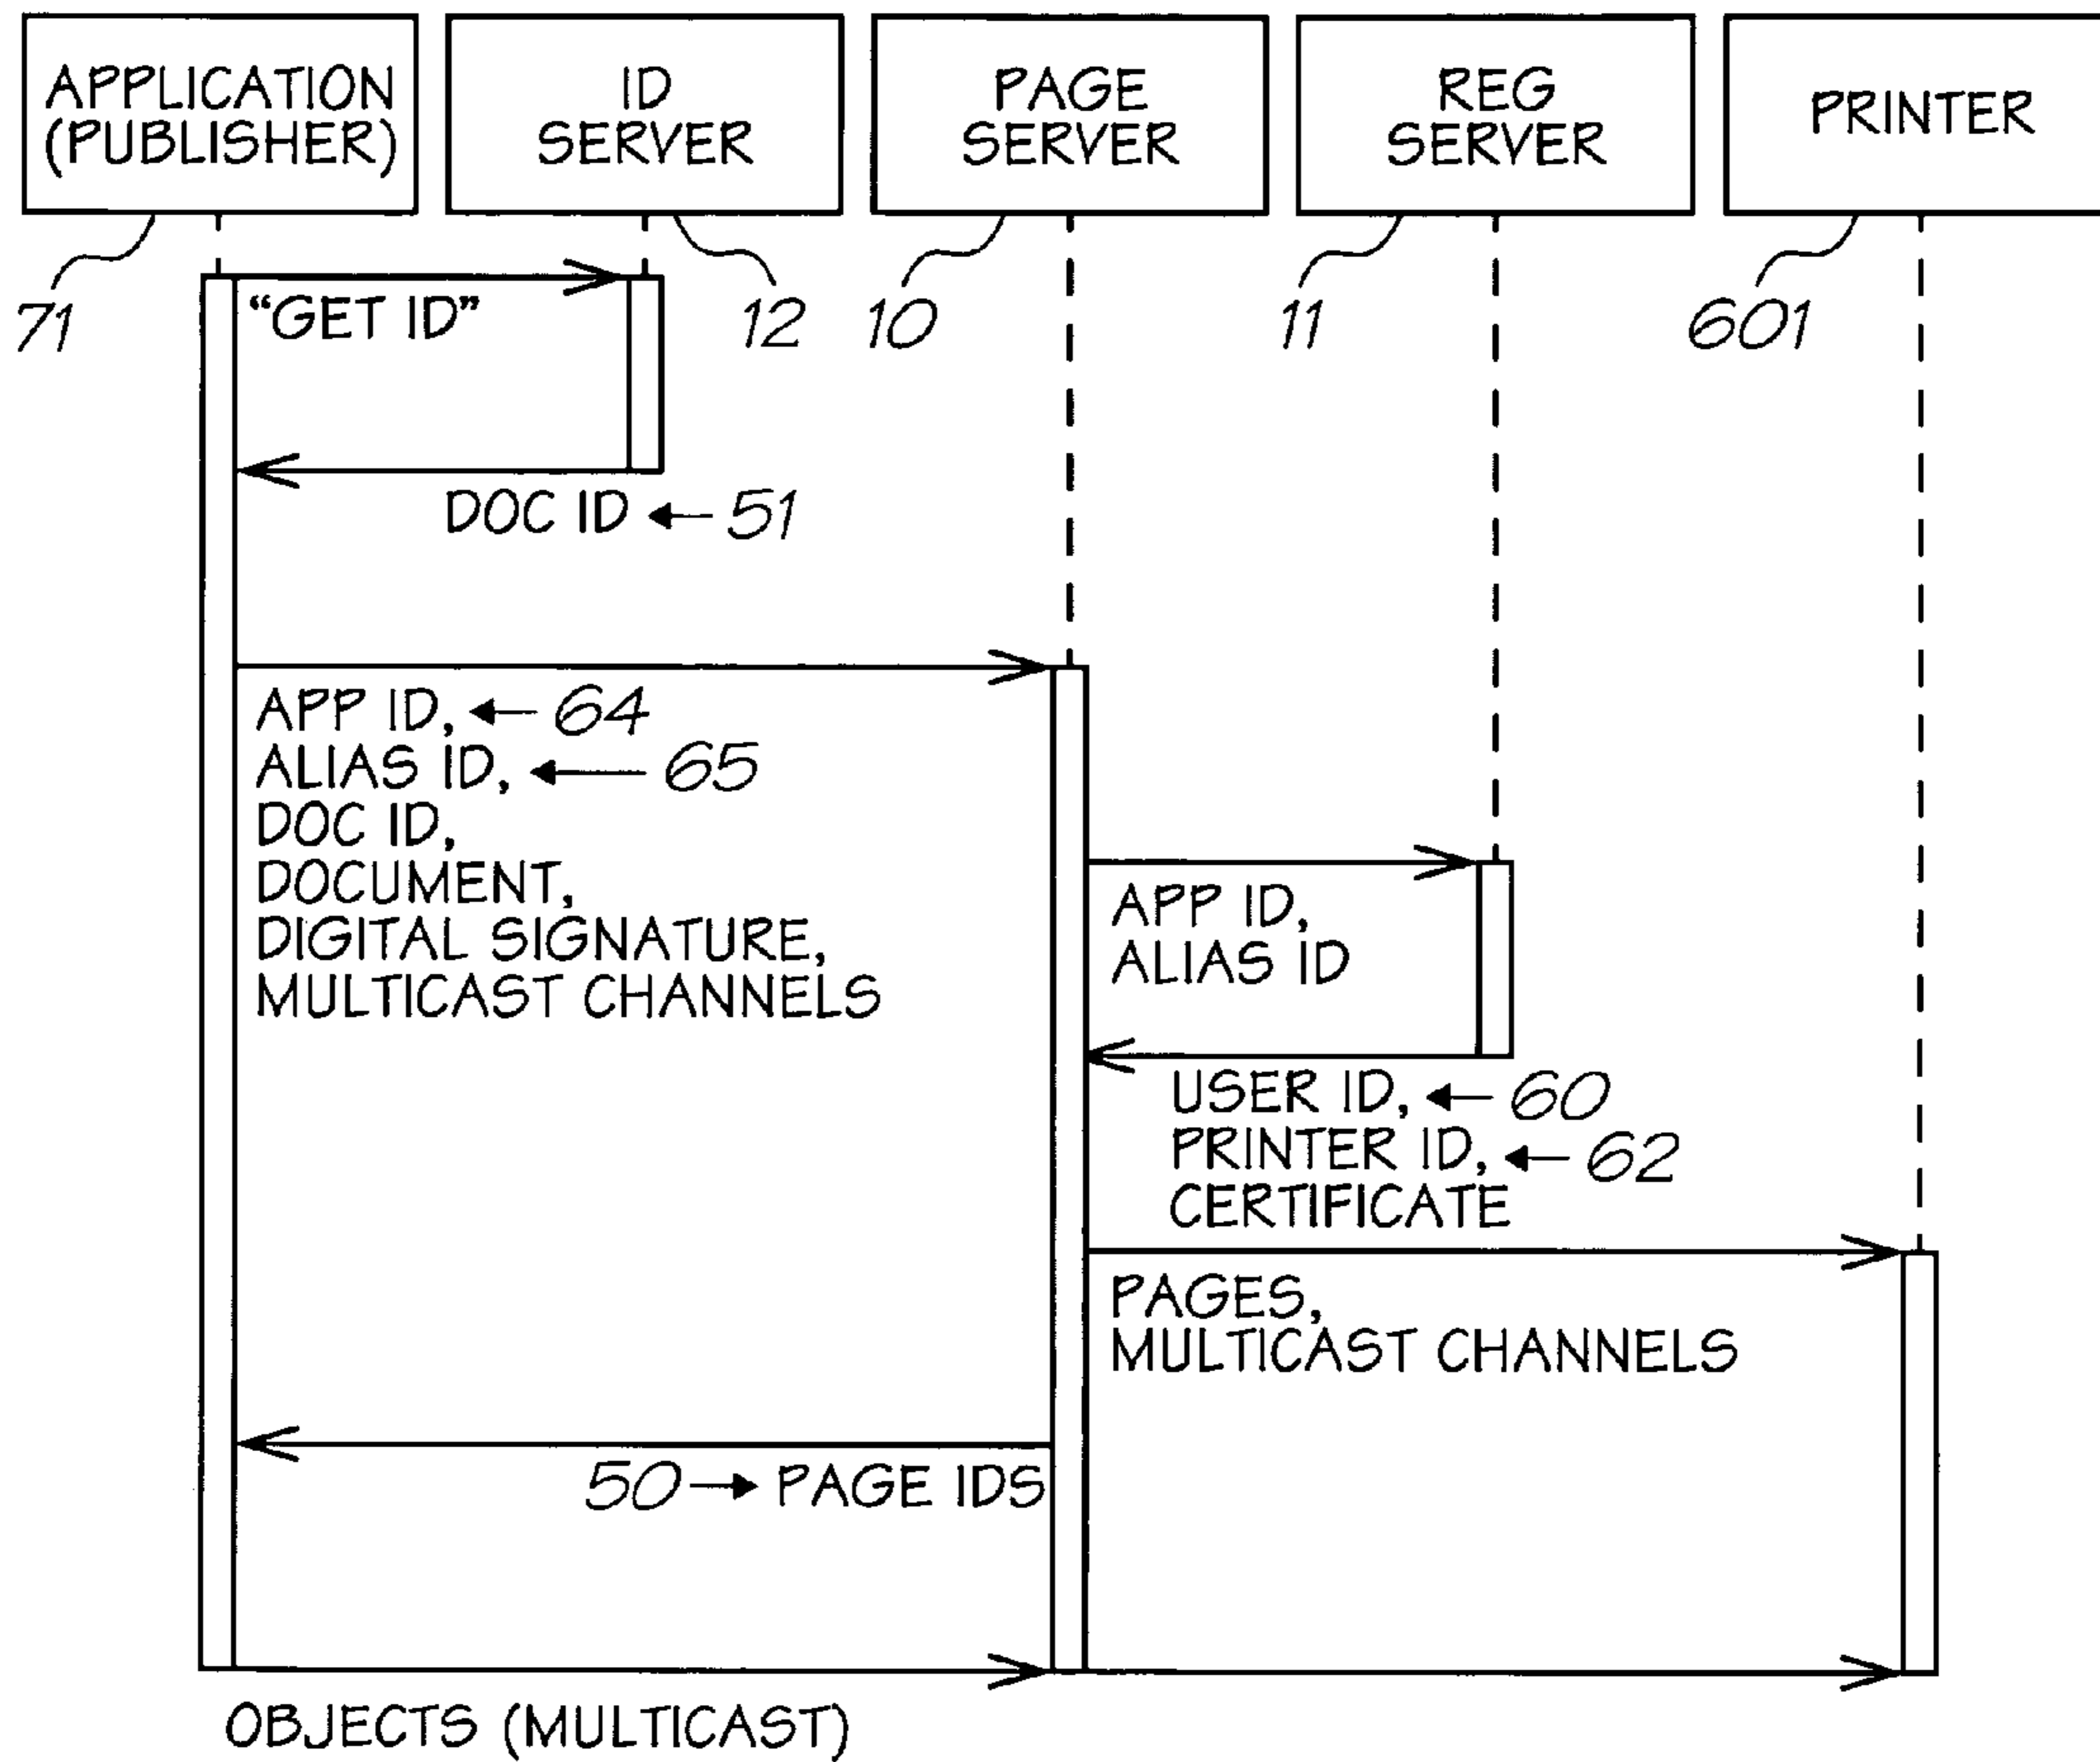 APPLICATION
(PUBLISHER)
ID
SERVER
PAGE
SERVER
REG
SERVER
PRINTER
71
12
10
11
601
“GET ID”
DOC ID 51
APP ID, 64
ALIAS ID, 65
DOC ID,
DOCUMENT,
DIGITAL SIGNATURE,
MULTICAST CHANNELS
APP ID,
ALIAS ID
USER ID, 60
PRINTER ID, 62
CERTIFICATE
PAGES,
MULTICAST CHANNELS
50 PAGE IDS
OBJECTS (MULTICAST)